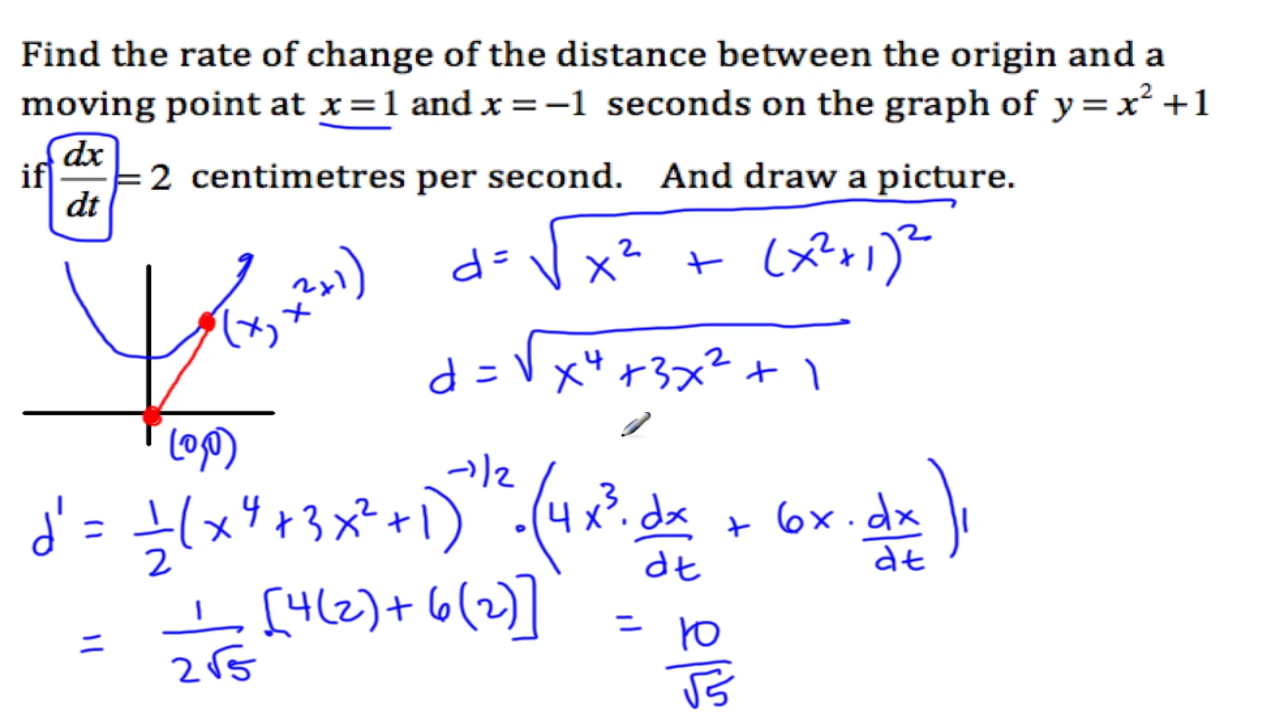 Find the rate of change of the distance between the origin and a
moving point at x = 1 and x = −1 seconds on the graph of y = x² + 1
if dx/dt = 2 centimetres per second. And draw a picture.
d = √(x² + (x²+1)²)
(x, x²+1)
d = √(x⁴ + 3x² + 1)
(0,0)
d' = 1/2 (x⁴ + 3x² + 1)^(-1/2) · (4x³ · dx/dt + 6x · dx/dt)
= 1/(2√5) [4(2) + 6(2)] = 10/√5